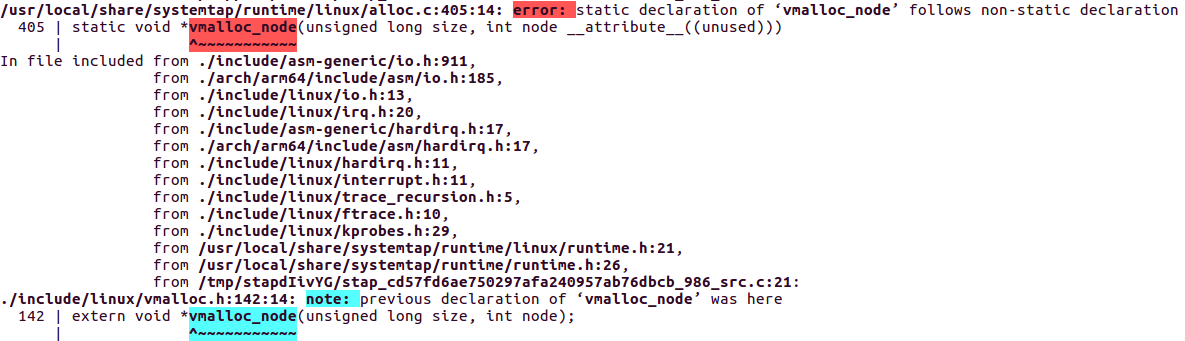 /usr/local/share/systemtap/runtime/linux/alloc.c:405:14: error: static declaration of ‘vmalloc_node’ follows non-static declaration
405 | static void *vmalloc_node(unsigned long size, int node __attribute__((unused)))
| ^~~~~~~~~~~~
In file included from ./include/asm-generic/io.h:911,
from ./arch/arm64/include/asm/io.h:185,
from ./include/linux/io.h:13,
from ./include/linux/irq.h:20,
from ./include/asm-generic/hardirq.h:17,
from ./arch/arm64/include/asm/hardirq.h:17,
from ./include/linux/hardirq.h:11,
from ./include/linux/interrupt.h:11,
from ./include/linux/trace_recursion.h:5,
from ./include/linux/ftrace.h:10,
from ./include/linux/kprobes.h:29,
from /usr/local/share/systemtap/runtime/linux/runtime.h:21,
from /usr/local/share/systemtap/runtime/runtime.h:26,
from /tmp/stapdIivYG/stap_cd57fd6ae750297afa240957ab76dbcb_986_src.c:21:
./include/linux/vmalloc.h:142:14: note: previous declaration of ‘vmalloc_node’ was here
142 | extern void *vmalloc_node(unsigned long size, int node);
| ^~~~~~~~~~~~